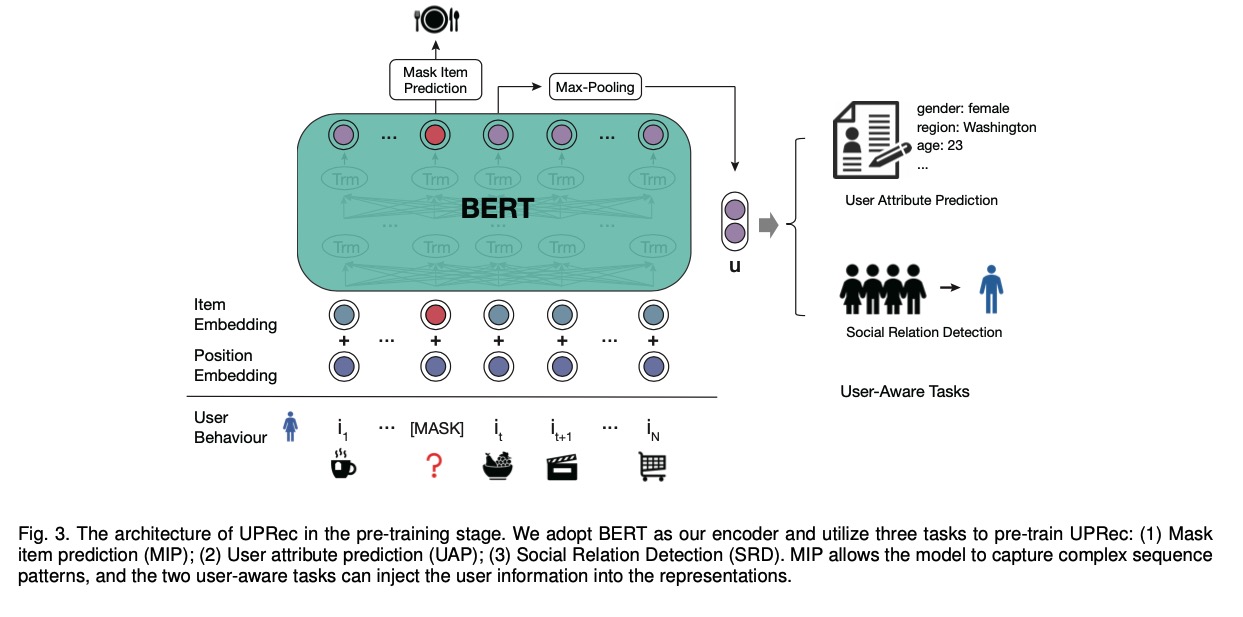 Mask Item
Prediction
Max-Pooling
...
...
Trm
Trm
Trm
Trm
Trm
BERT
...
...
...
Trm
Trm
Trm
Trm
Trm
gender: female
region: Washington
age: 23
...
User Attribute Prediction
u
Social Relation Detection
User-Aware Tasks
Item
Embedding
+ ... + + + ... +
Position
Embedding
User
Behaviour
i1 ... [MASK] it it+1 ... iN
?
Fig. 3. The architecture of UPRec in the pre-training stage. We adopt BERT as our encoder and utilize three tasks to pre-train UPRec: (1) Mask
item prediction (MIP); (2) User attribute prediction (UAP); (3) Social Relation Detection (SRD). MIP allows the model to capture complex sequence
patterns, and the two user-aware tasks can inject the user information into the representations.